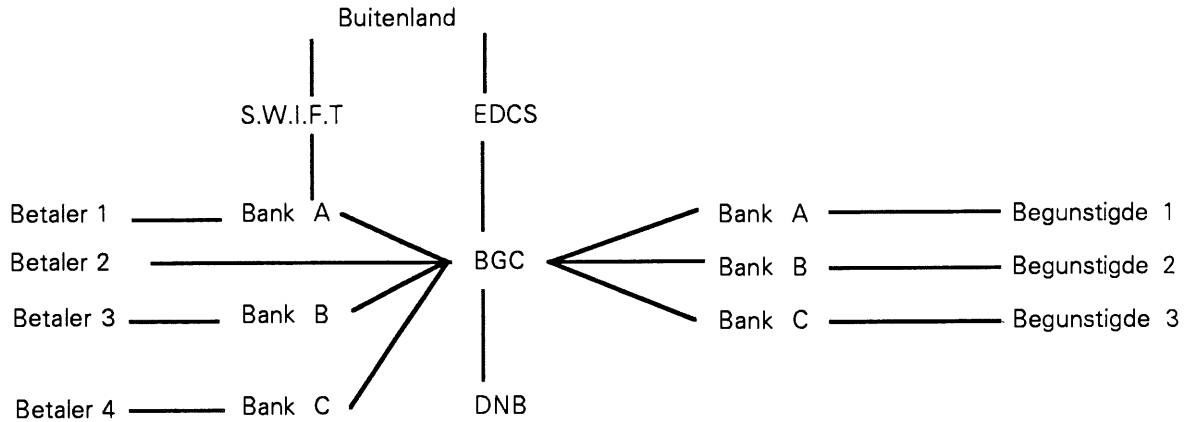 Buitenland
S.W.I.F.T EDCS
Betaler 1 Bank A Bank A Begunstigde 1
Betaler 2 BGC Bank B Begunstigde 2
Betaler 3 Bank B Bank C Begunstigde 3
Betaler 4 Bank C DNB